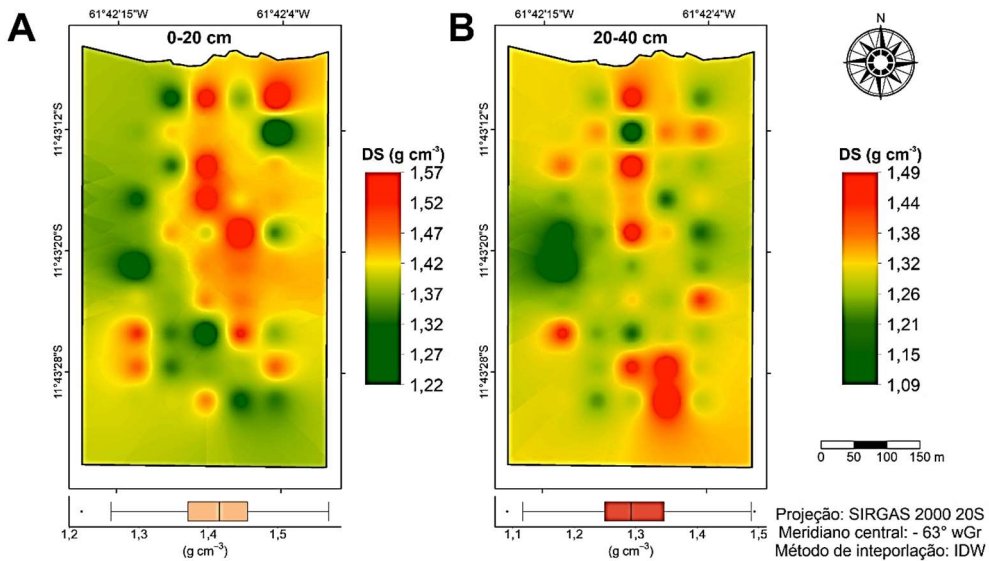 A
61°42'15"W 61°42'4"W
0-20 cm
11°43'12"S
11°43'20"S
11°43'28"S
DS (g cm⁻³)
1,57
1,52
1,47
1,42
1,37
1,32
1,27
1,22
1,2 1,3 1,4 1,5
(g cm⁻³)
B
61°42'15"W 61°42'4"W
20-40 cm
11°43'12"S
11°43'20"S
11°43'28"S
1,1 1,2 1,3 1,4 1,5
(g cm⁻³)
N
DS (g cm⁻³)
1,49
1,44
1,38
1,32
1,26
1,21
1,15
1,09
0 50 100 150 m
Projeção: SIRGAS 2000 20S
Meridiano central: - 63° wGr
Método de inteporlação: IDW